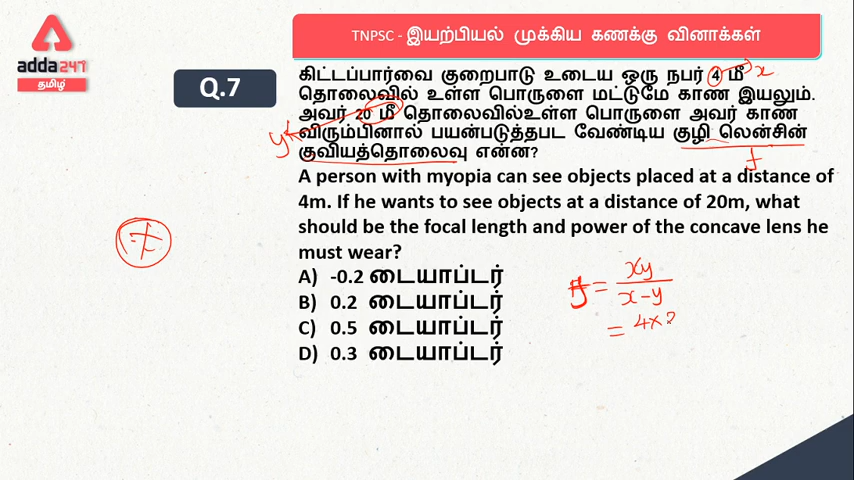 TNPSC - இயற்பியல் முக்கிய கணக்கு வினாக்கள்
adda247
தமிழ்
Q.7
கிட்டப்பார்வை குறைபாடு உடைய ஒரு நபர் 4 மீ x
தொலைவில் உள்ள பொருளை மட்டுமே காண இயலும்.
அவர் 20 மீ தொலைவில்உள்ள பொருளை அவர் காண
y விரும்பினால் பயன்படுத்தபட வேண்டிய குழி லென்சின்
குவியத்தொலைவு என்ன? f
A person with myopia can see objects placed at a distance of
4m. If he wants to see objects at a distance of 20m, what
should be the focal length and power of the concave lens he
must wear?
A) -0.2 டையாப்டர்
B) 0.2 டையாப்டர்
C) 0.5 டையாப்டர்
D) 0.3 டையாப்டர்
f = xy / x-y
= 4x2